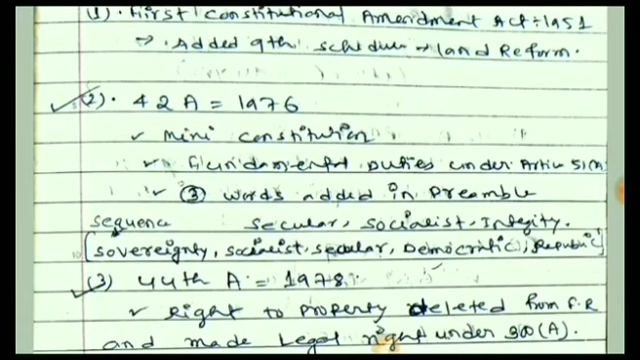 (1). First Constitutional Amendment Act:-1951
→ Added 9th schedule → land Reform.
(2). 42 A = 1976
✓ Mini constitution
✓ Fundamental Duties under Article 51(A)
✓ (3) words added in Preamble
sequence secular, socialist, Integity.
[sovereignty, socialist, secular, Democratic, Republic]
(3) 44th A = 1978.
✓ Right to Property deleted from F.R
and made Legal right under 300(A).